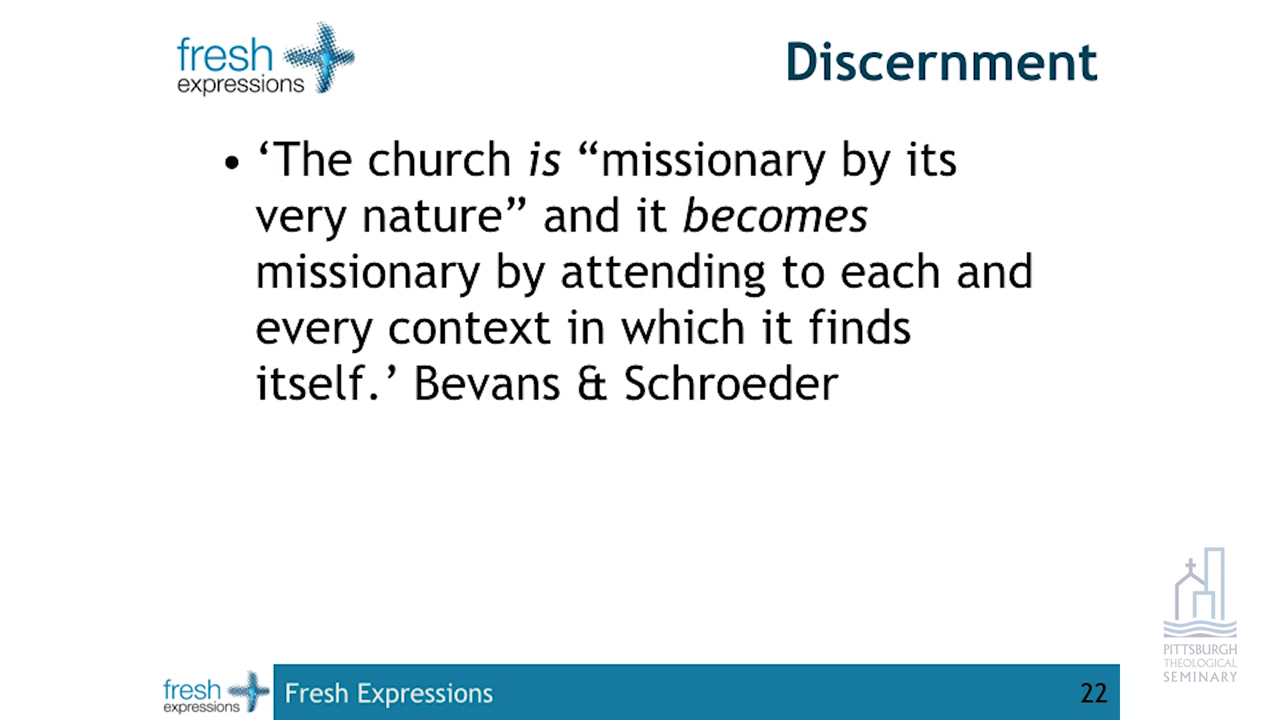 fresh
expressions
Discernment
• ‘The church is “missionary by its
very nature” and it becomes
missionary by attending to each and
every context in which it finds
itself.’ Bevans & Schroeder
PITTSBURGH
THEOLOGICAL
SEMINARY
fresh
expressions
Fresh Expressions
22